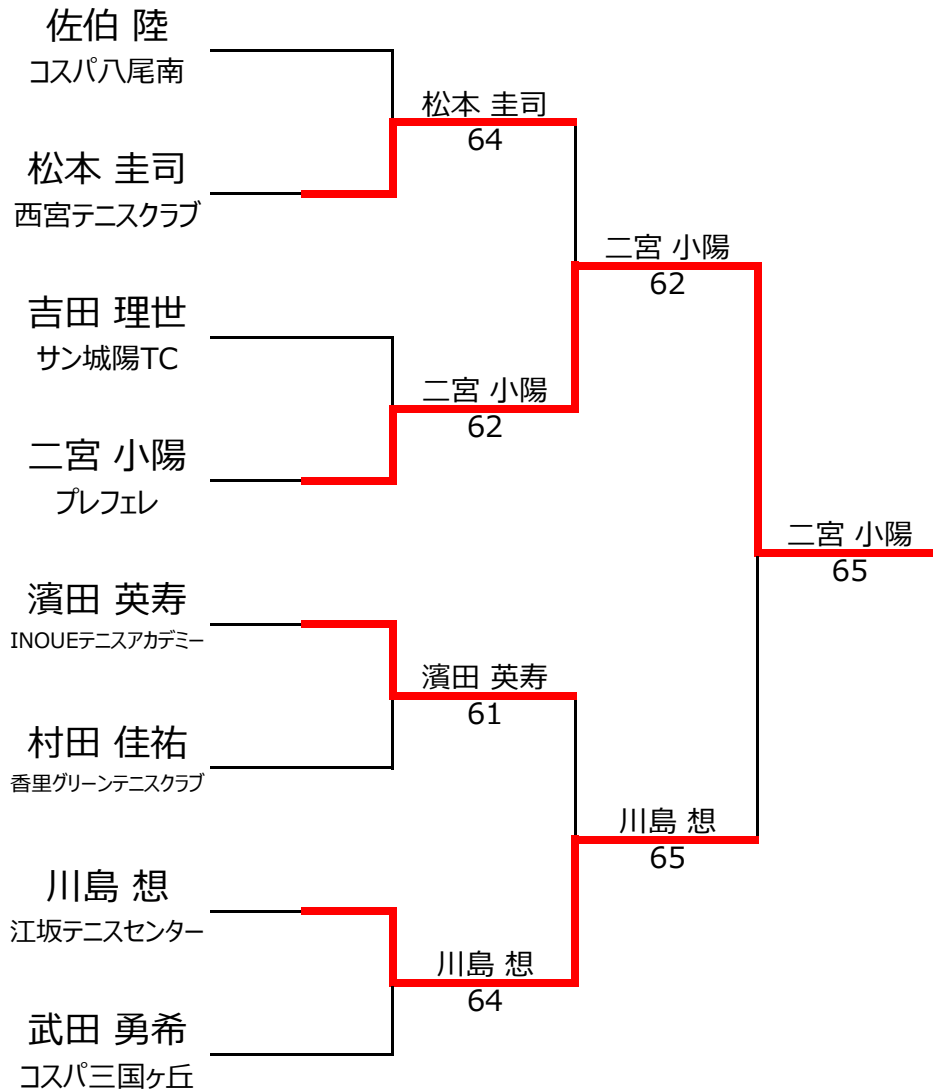 佐伯 陸
コスパ八尾南
松本 圭司
64
松本 圭司
西宮テニスクラブ
二宮 小陽
62
吉田 理世
サン城陽TC
二宮 小陽
62
二宮 小陽
プレフェレ
二宮 小陽
65
濱田 英寿
INOUEテニスアカデミー
濱田 英寿
61
村田 佳祐
香里グリーンテニスクラブ
川島 想
65
川島 想
江坂テニスセンター
川島 想
64
武田 勇希
コスパ三国ヶ丘